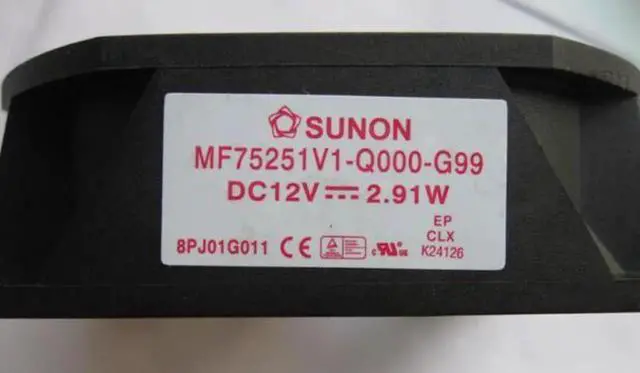 SUNON
MF75251V1-Q000-G99
DC12V 2.91W
EP
CLX
8PJ01G011 CE K24126